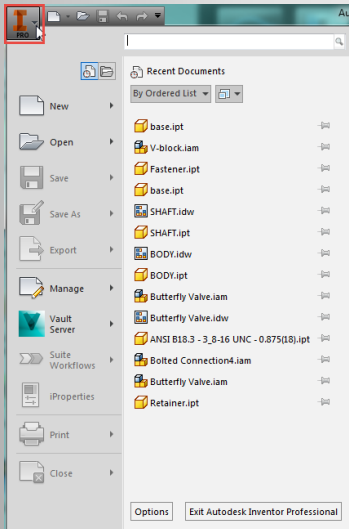 Au
I
PRO
Recent Documents
By Ordered List
New
Open
Save
Save As
Export
Manage
Vault
Server
Suite
Workflows
iProperties
Print
Close
base.ipt
V-block.iam
Fastener.ipt
base.ipt
SHAFT.idw
SHAFT.ipt
BODY.idw
BODY.ipt
Butterfly Valve.iam
Butterfly Valve.idw
ANSI B18.3 - 3_8-16 UNC - 0.875(18).ipt
Bolted Connection4.iam
Butterfly Valve.iam
Retainer.ipt
Options
Exit Autodesk Inventor Professional